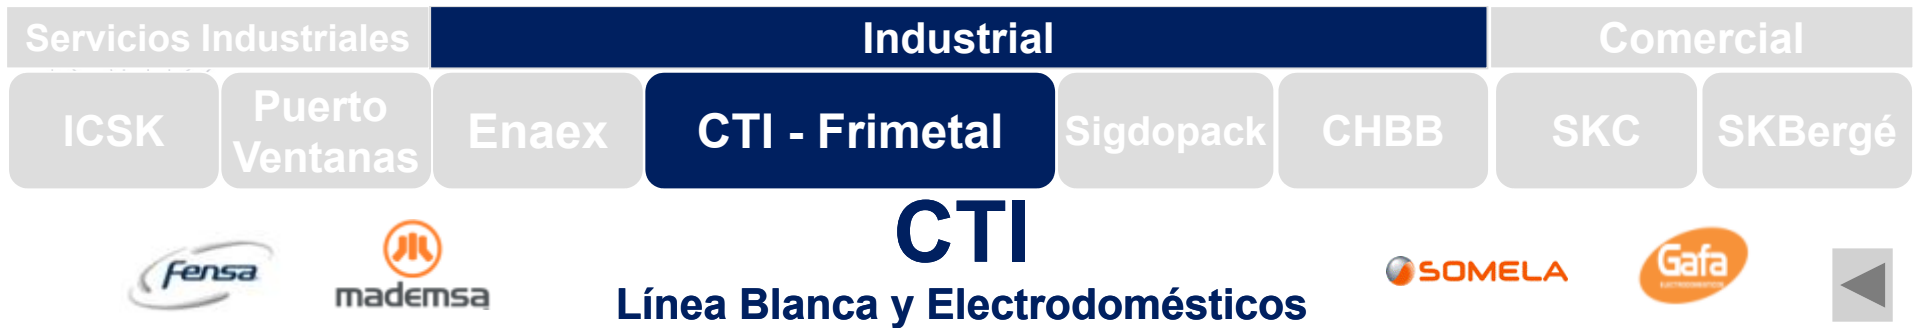 Servicios Industriales
Industrial
Comercial
ICSK
Puerto
Ventanas
Enaex
CTI - Frimetal
Sigdopack
CHBB
SKC
SKBergé
CTI
fensa
mademsa
SOMELA
Gafa
Línea Blanca y Electrodomésticos